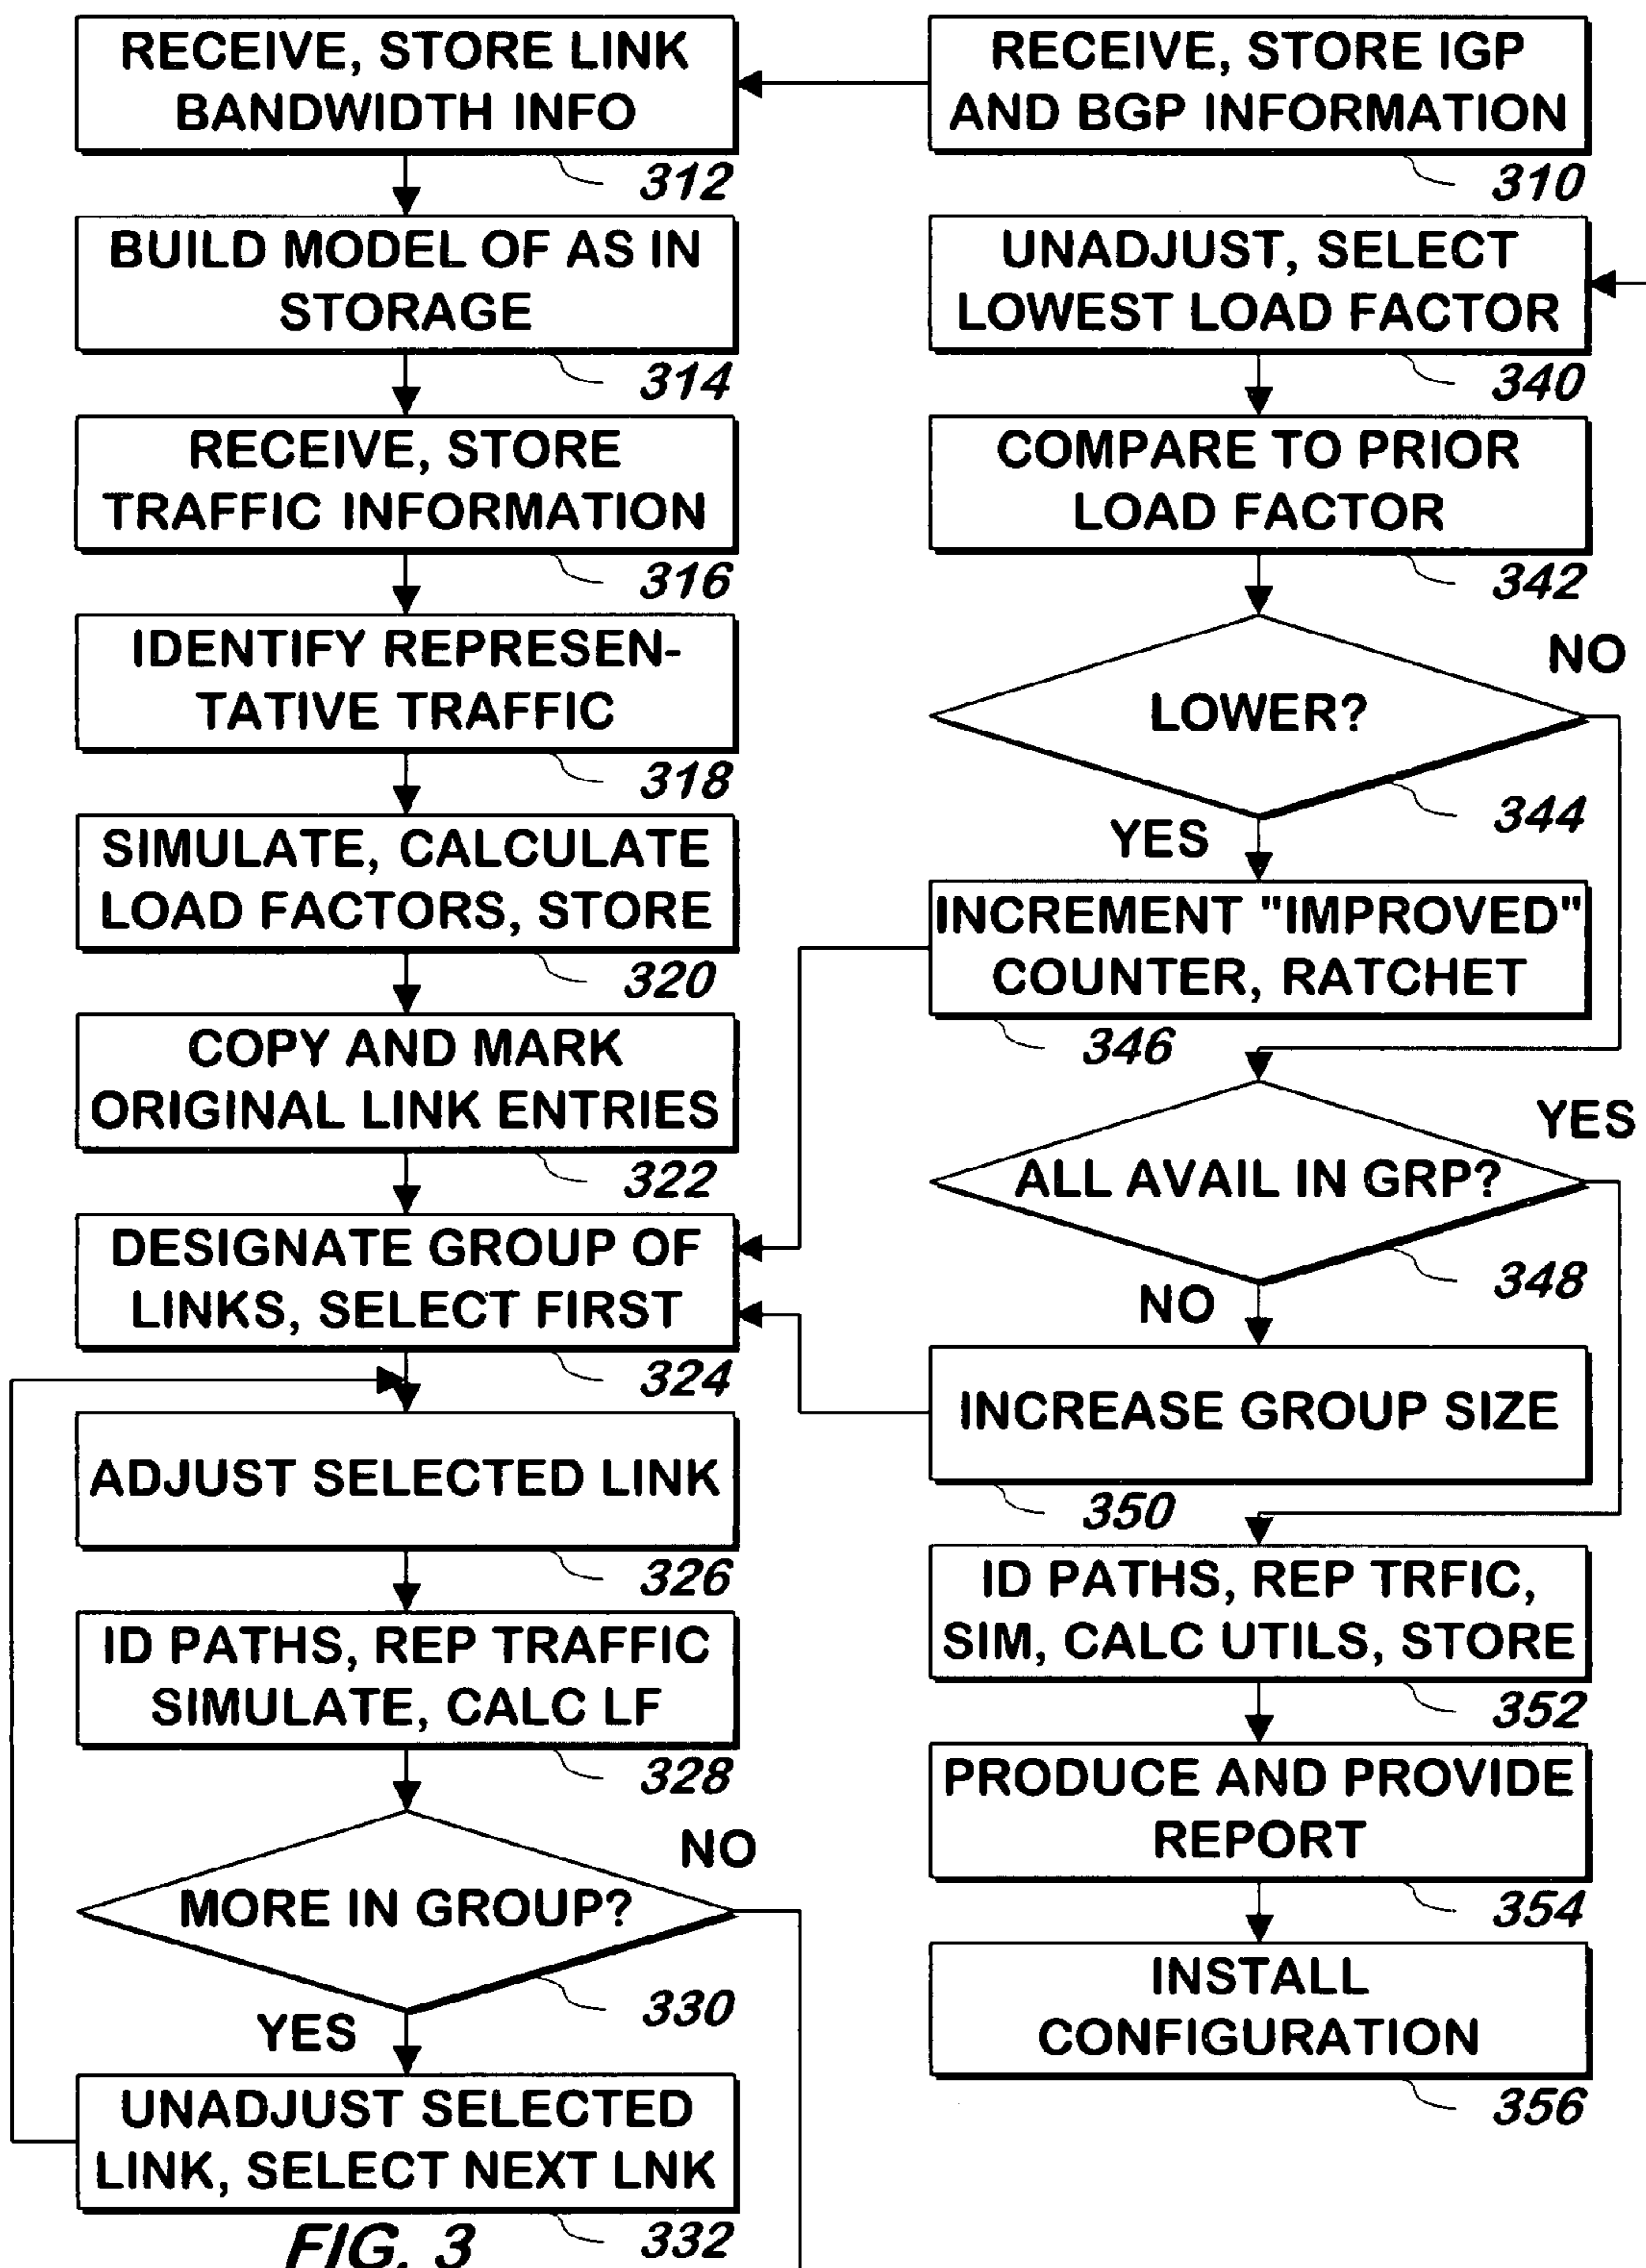 RECEIVE, STORE LINK
BANDWIDTH INFO
312
BUILD MODEL OF AS IN
STORAGE
314
RECEIVE, STORE
TRAFFIC INFORMATION
316
IDENTIFY REPRESEN-
TATIVE TRAFFIC
318
SIMULATE, CALCULATE
LOAD FACTORS, STORE
320
COPY AND MARK
ORIGINAL LINK ENTRIES
322
DESIGNATE GROUP OF
LINKS, SELECT FIRST
324
ADJUST SELECTED LINK
326
ID PATHS, REP TRAFFIC
SIMULATE, CALC LF
328
NO
MORE IN GROUP?
330
YES
UNADJUST SELECTED
LINK, SELECT NEXT LNK
332
FIG. 3
RECEIVE, STORE IGP
AND BGP INFORMATION
310
UNADJUST, SELECT
LOWEST LOAD FACTOR
340
COMPARE TO PRIOR
LOAD FACTOR
342
NO
LOWER?
344
YES
INCREMENT "IMPROVED"
COUNTER, RATCHET
346
YES
ALL AVAIL IN GRP?
348
NO
INCREASE GROUP SIZE
350
ID PATHS, REP TRFIC,
SIM, CALC UTILS, STORE
352
PRODUCE AND PROVIDE
REPORT
354
INSTALL
CONFIGURATION
356